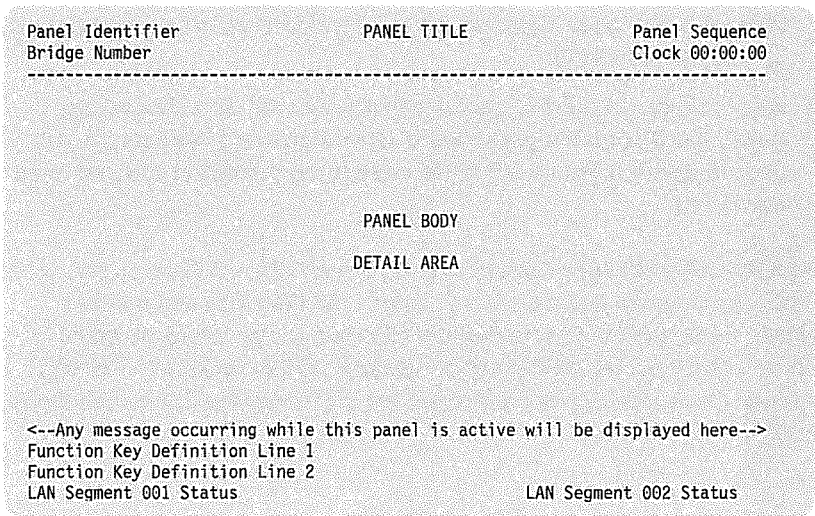 Panel Identifier PANEL TITLE Panel Sequence
Bridge Number Clock 00:00:00
--------------------------------------------------------------------
PANEL BODY
DETAIL AREA
<--Any message occurring while this panel is active will be displayed here-->
Function Key Definition Line 1
Function Key Definition Line 2
LAN Segment 001 Status LAN Segment 002 Status